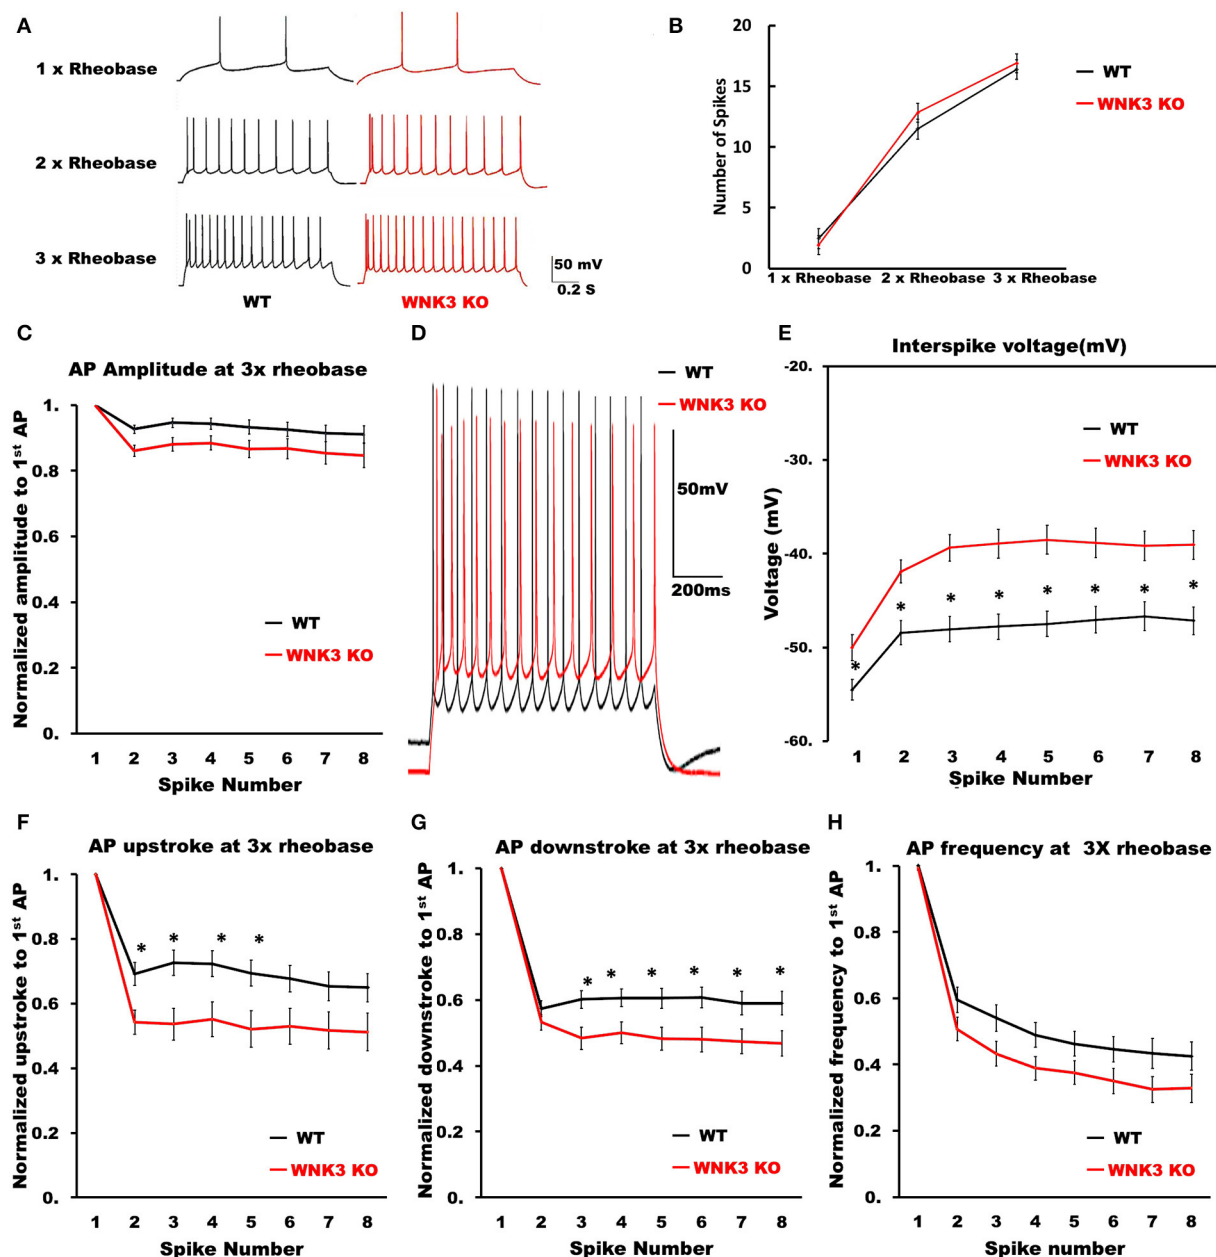 A
1 x Rheobase
2 x Rheobase
3 x Rheobase
WT
WNK3 KO
50 mV
0.2 S
B
Number of Spikes
20
15
10
5
0
1 x Rheobase 2 x Rheobase 3 x Rheobase
WT
WNK3 KO
C
AP Amplitude at 3x rheobase
Normalized amplitude to 1st AP
1.
0.8
0.6
0.4
0.2
0.
WT
WNK3 KO
1 2 3 4 5 6 7 8
Spike Number
D
WT
WNK3 KO
50mV
200ms
E
Interspike voltage(mV)
Voltage (mV)
-20.
-30.
-40.
-50.
-60.
WT
WNK3 KO
* * * * * * * *
1 2 3 4 5 6 7 8
Spike Number
F
AP upstroke at 3x rheobase
Normalized upstroke to 1st AP
1.
0.8
0.6
0.4
0.2
0.
* * * *
WT
WNK3 KO
1 2 3 4 5 6 7 8
Spike Number
G
AP downstroke at 3x rheobase
Normalized downstroke to 1st AP
1.
0.8
0.6
0.4
0.2
0.
* * * * * *
WT
WNK3 KO
1 2 3 4 5 6 7 8
Spike Number
H
AP frequency at 3X rheobase
Normalized frequency to 1st AP
1.
0.8
0.6
0.4
0.2
0.
WT
WNK3 KO
1 2 3 4 5 6 7 8
Spike number